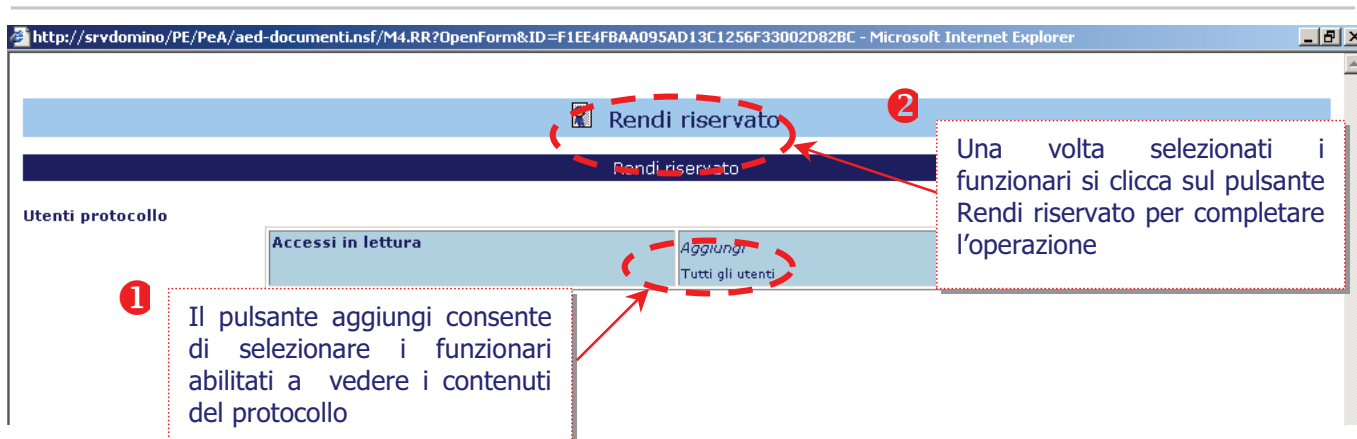 http://srvdomino/PE/PeA/aed-documenti.nsf/M4.RR?OpenForm&ID=F1EE4FBAA095AD13C1256F33002D82BC - Microsoft Internet Explorer
Rendi riservato
2
Rendi riservato
Una volta selezionati i
funzionari si clicca sul pulsante
Rendi riservato per completare
l’operazione
Utenti protocollo
Accessi in lettura
Aggiungi
Tutti gli utenti
1
Il pulsante aggiungi consente
di selezionare i funzionari
abilitati a vedere i contenuti
del protocollo